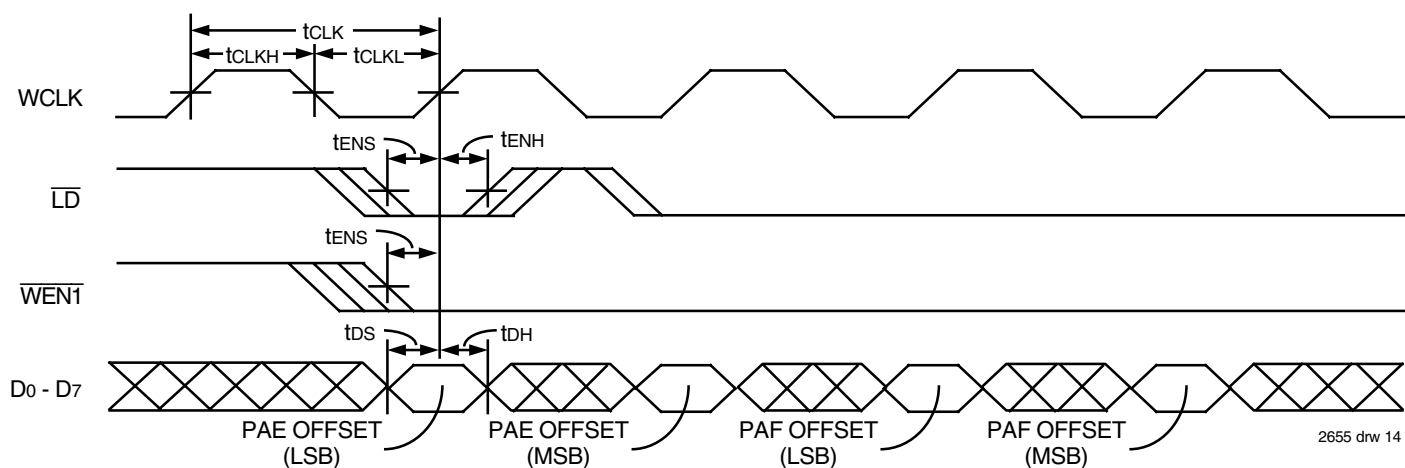 tCLK
tCLKH tCLKL
WCLK
tENS tENH
LD
tENS
WEN1
tDS tDH
D0 - D7
PAE OFFSET
(LSB)
PAE OFFSET
(MSB)
PAF OFFSET
(LSB)
PAF OFFSET
(MSB)
2655 drw 14